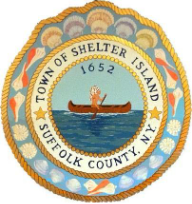 TOWN OF SHELTER ISLAND
1652
SUFFOLK COUNTY, N.Y.